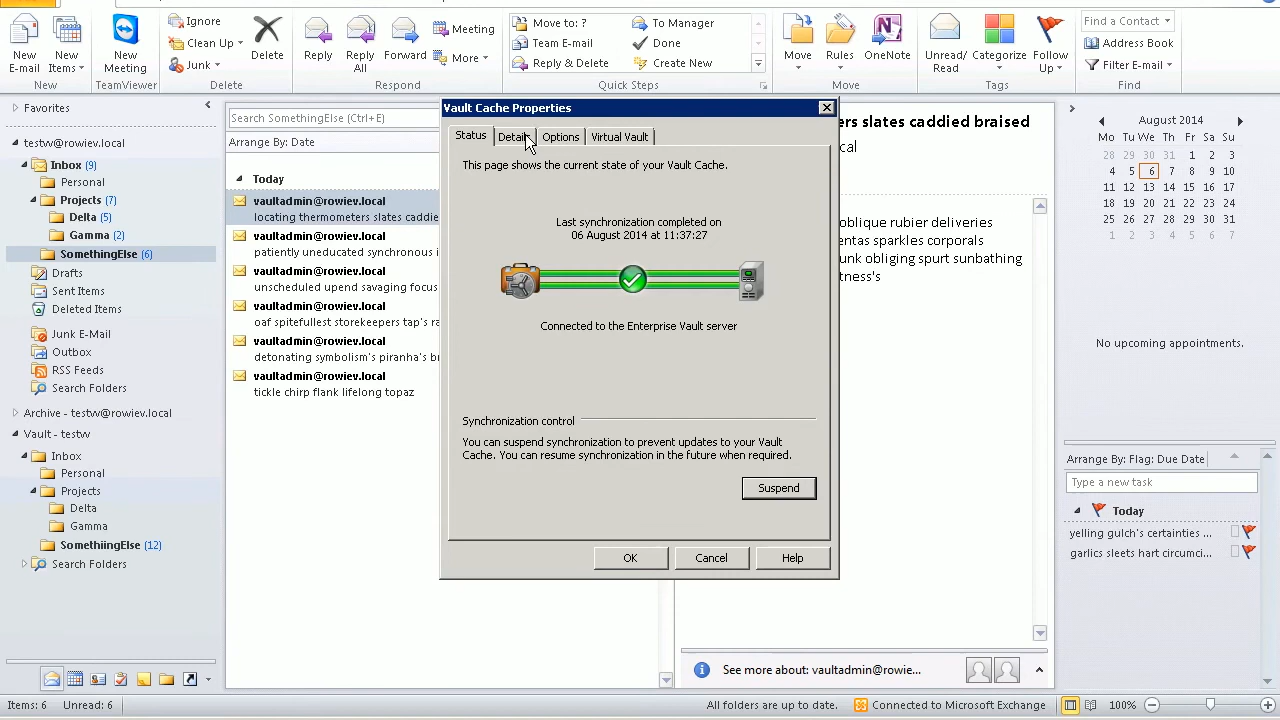 New
E-mail
New
Items
New
New
Meeting
TeamViewer
Ignore
Clean Up
Junk
Delete
Delete
Reply
Reply
All
Forward
Meeting
More
Respond
Move to: ?
Team E-mail
Reply & Delete
To Manager
Done
Create New
Quick Steps
Move
Rules
OneNote
Move
Unread/
Read
Categorize
Follow
Up
Tags
Find a Contact
Address Book
Filter E-mail
Find
Favorites
testw@rowiev.local
Inbox (9)
Personal
Projects (7)
Delta (5)
Gamma (2)
SomethingElse (6)
Drafts
Sent Items
Deleted Items
Junk E-Mail
Outbox
RSS Feeds
Search Folders
Archive - testw@rowiev.local
Vault - testw
Inbox
Personal
Projects
Delta
Gamma
SomethiingElse (12)
Search Folders
Search SomethingElse (Ctrl+E)
Arrange By: Date
Today
vaultadmin@rowiev.local
locating thermometers slates caddie
vaultadmin@rowiev.local
patiently uneducated synchronous i
vaultadmin@rowiev.local
unscheduled upend savaging focus
vaultadmin@rowiev.local
oaf spitefullest storekeepers tap's ra
vaultadmin@rowiev.local
detonating symbolism's piranha's br
vaultadmin@rowiev.local
tickle chirp flank lifelong topaz
Vault Cache Properties
Status
Details
Options
Virtual Vault
This page shows the current state of your Vault Cache.
Last synchronization completed on
06 August 2014 at 11:37:27
Connected to the Enterprise Vault server
Synchronization control
You can suspend synchronization to prevent updates to your Vault
Cache. You can resume synchronization in the future when required.
Suspend
OK
Cancel
Help
ers slates caddied braised
cal
oblique rubier deliveries
entas sparkles corporals
unk obliging spurt sunbathing
tness's
See more about: vaultadmin@rowie...
August 2014
Mo Tu We Th Fr Sa Su
28 29 30 31 1 2 3
4 5 6 7 8 9 10
11 12 13 14 15 16 17
18 19 20 21 22 23 24
25 26 27 28 29 30 31
1 2 3 4 5 6 7
No upcoming appointments.
Arrange By: Flag: Due Date
Type a new task
Today
yelling gulch's certainties ...
garlics sleets hart circumci...
Items: 6
Unread: 6
All folders are up to date.
Connected to Microsoft Exchange
100%